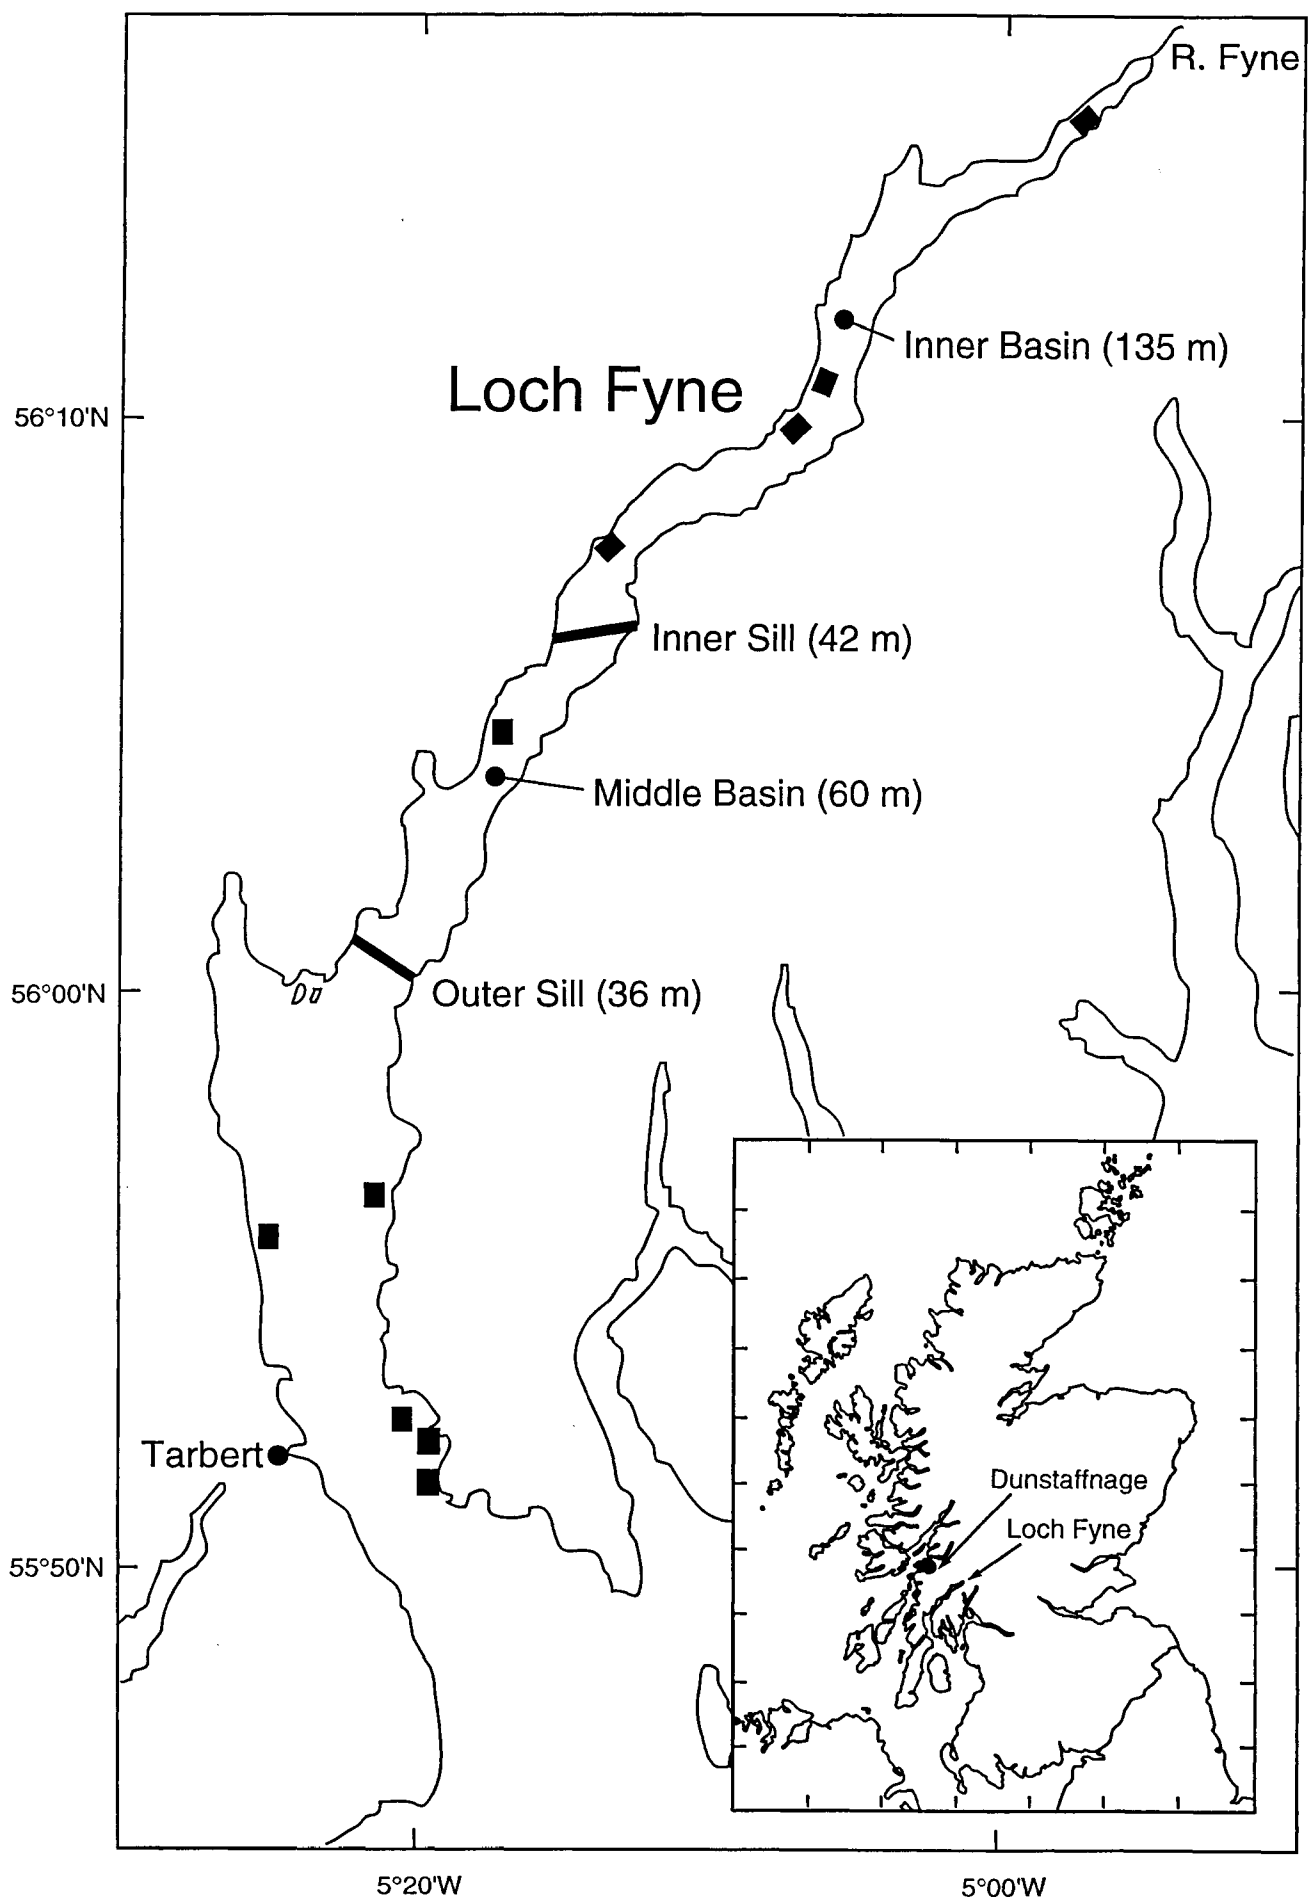 R. Fyne
Inner Basin (135 m)
Loch Fyne
56°10'N
Inner Sill (42 m)
Middle Basin (60 m)
56°00'N
Outer Sill (36 m)
Tarbert
Dunstaffnage
Loch Fyne
55°50'N
5°20'W
5°00'W